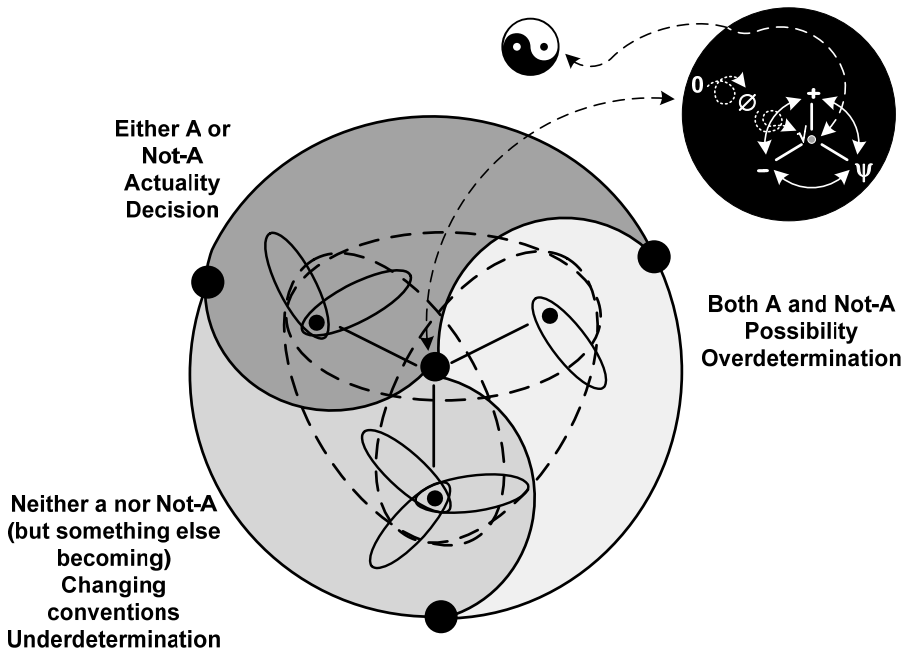 Either A or
Not-A
Actuality
Decision
0
∅
+
√
-
Ψ
Both A and Not-A
Possibility
Overdetermination
Neither a nor Not-A
(but something else
becoming)
Changing
conventions
Underdetermination